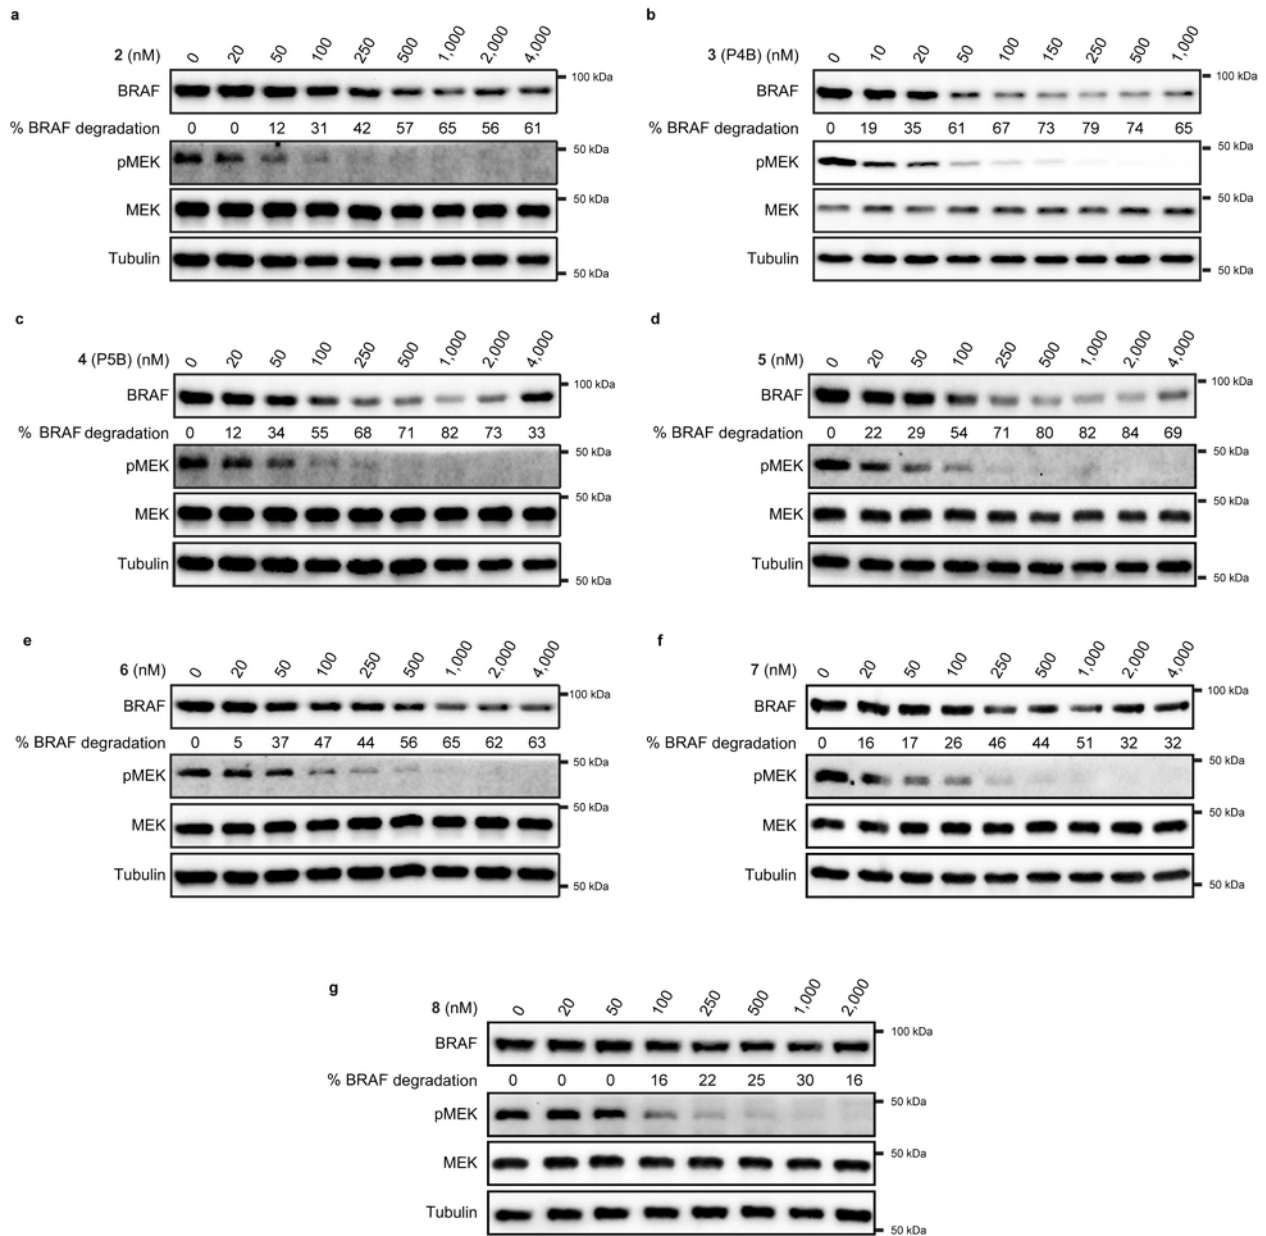 a
2 (nM) 0 20 50 100 250 500 1,000 2,000 4,000
BRAF 100 kDa
% BRAF degradation 0 0 12 31 42 57 65 56 61
pMEK 50 kDa
MEK 50 kDa
Tubulin 50 kDa
b
3 (P4B) (nM) 0 10 20 50 100 150 250 500 1,000
BRAF 100 kDa
% BRAF degradation 0 19 35 61 67 73 79 74 65
pMEK 50 kDa
MEK 50 kDa
Tubulin 50 kDa
c
4 (P5B) (nM) 0 20 50 100 250 500 1,000 2,000 4,000
BRAF 100 kDa
% BRAF degradation 0 12 34 55 68 71 82 73 33
pMEK 50 kDa
MEK 50 kDa
Tubulin 50 kDa
d
5 (nM) 0 20 50 100 250 500 1,000 2,000 4,000
BRAF 100 kDa
% BRAF degradation 0 22 29 54 71 80 82 84 69
pMEK 50 kDa
MEK 50 kDa
Tubulin 50 kDa
e
6 (nM) 0 20 50 100 250 500 1,000 2,000 4,000
BRAF 100 kDa
% BRAF degradation 0 5 37 47 44 56 65 62 63
pMEK 50 kDa
MEK 50 kDa
Tubulin 50 kDa
f
7 (nM) 0 20 50 100 250 500 1,000 2,000 4,000
BRAF 100 kDa
% BRAF degradation 0 16 17 26 46 44 51 32 32
pMEK 50 kDa
MEK 50 kDa
Tubulin 50 kDa
g
8 (nM) 0 20 50 100 250 500 1,000 2,000
BRAF 100 kDa
% BRAF degradation 0 0 0 16 22 25 30 16
pMEK 50 kDa
MEK 50 kDa
Tubulin 50 kDa